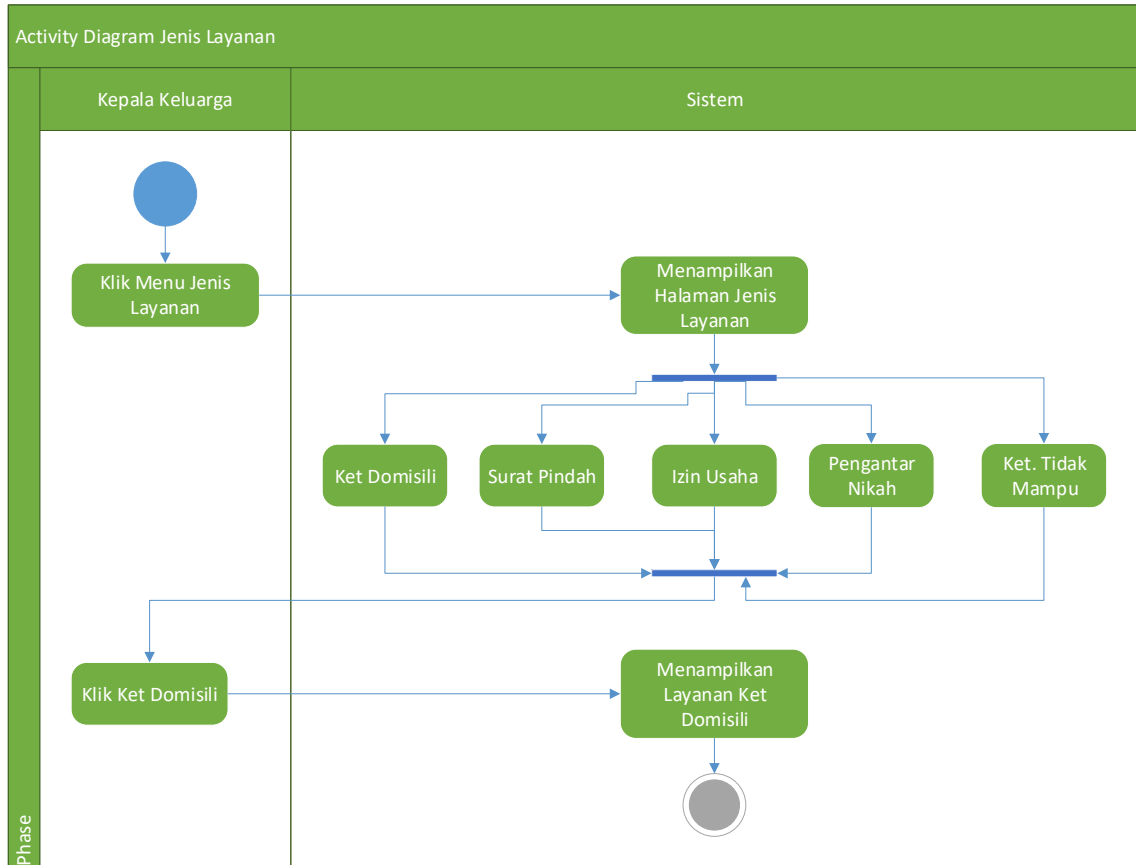 Activity Diagram Jenis Layanan
Kepala Keluarga
Sistem
Klik Menu Jenis
Layanan
Menampilkan
Halaman Jenis
Layanan
Ket Domisili
Surat Pindah
Izin Usaha
Pengantar
Nikah
Ket. Tidak
Mampu
Klik Ket Domisili
Menampilkan
Layanan Ket
Domisili
Phase